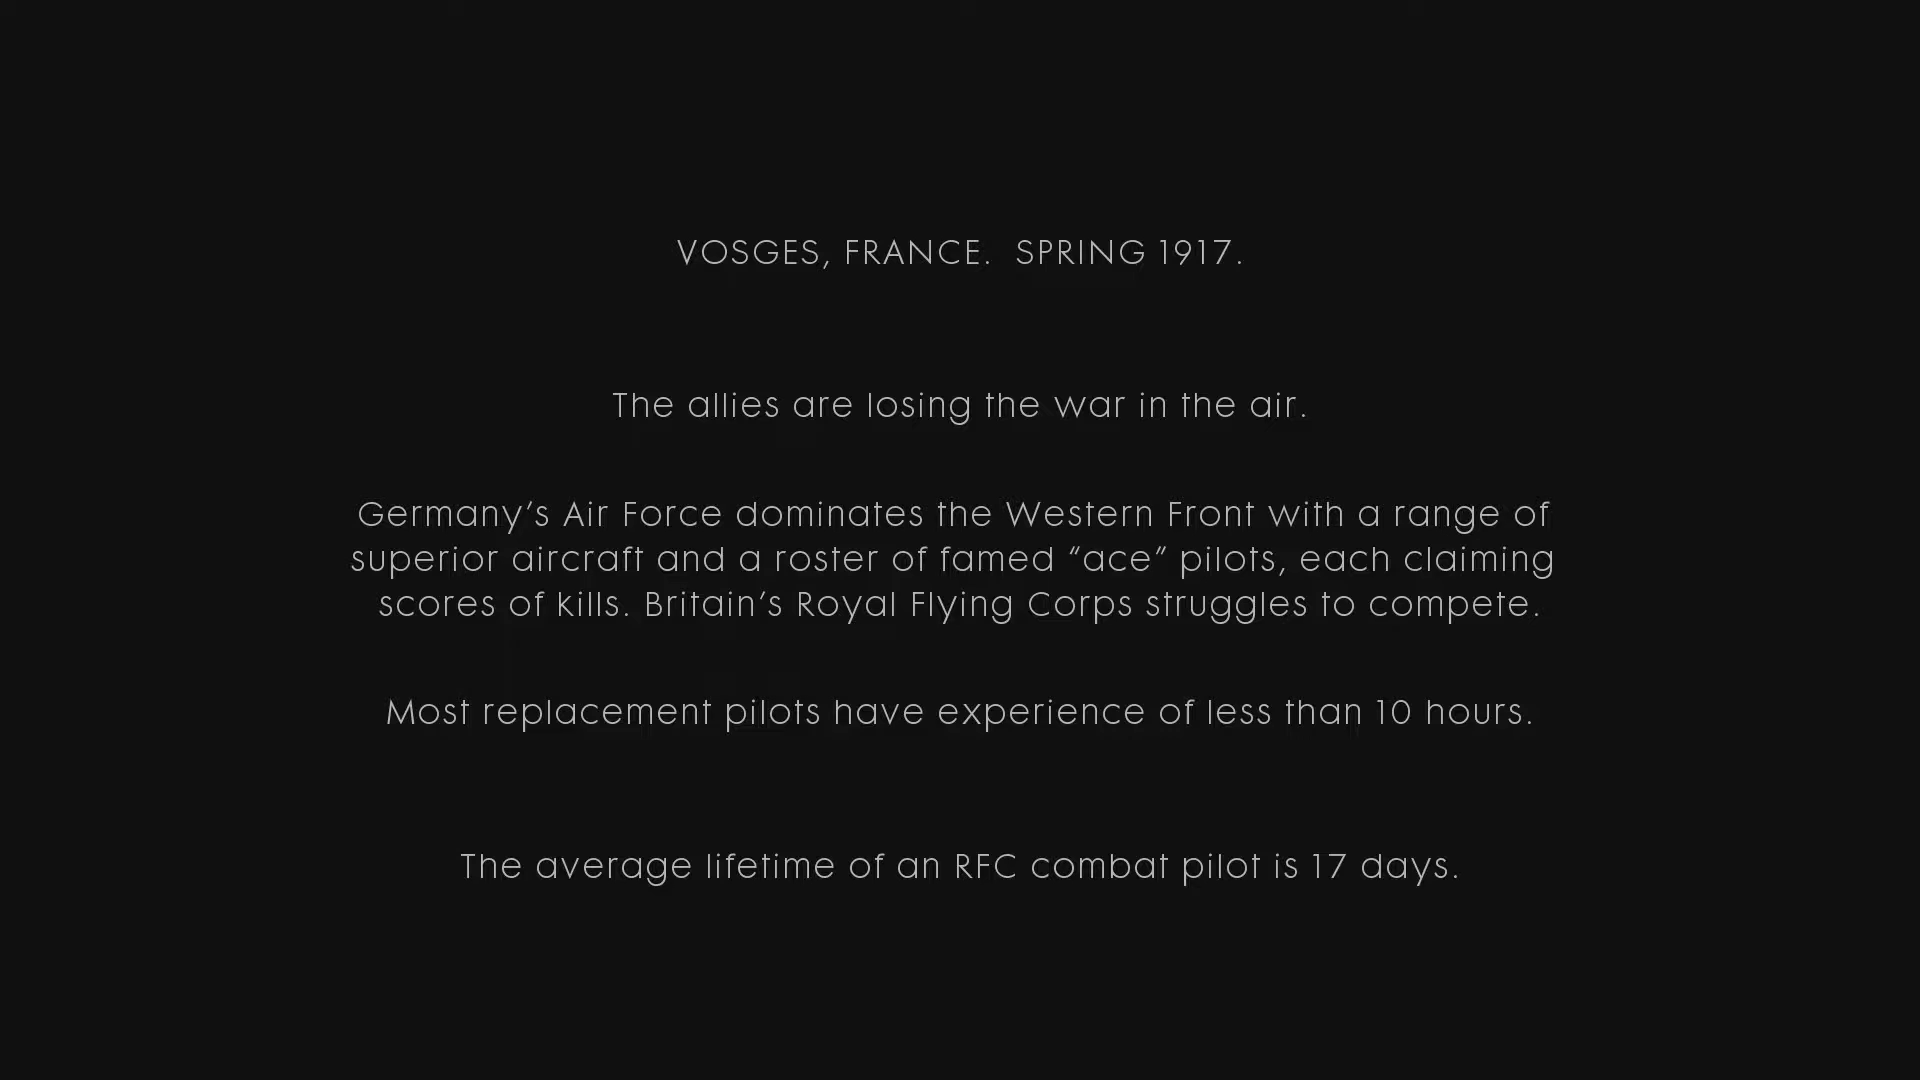 VOSGES, FRANCE.  SPRING 1917.
The allies are losing the war in the air.
Germany’s Air Force dominates the Western Front with a range of
superior aircraft and a roster of famed “ace” pilots, each claiming
scores of kills. Britain’s Royal Flying Corps struggles to compete.
Most replacement pilots have experience of less than 10 hours.
The average lifetime of an RFC combat pilot is 17 days.